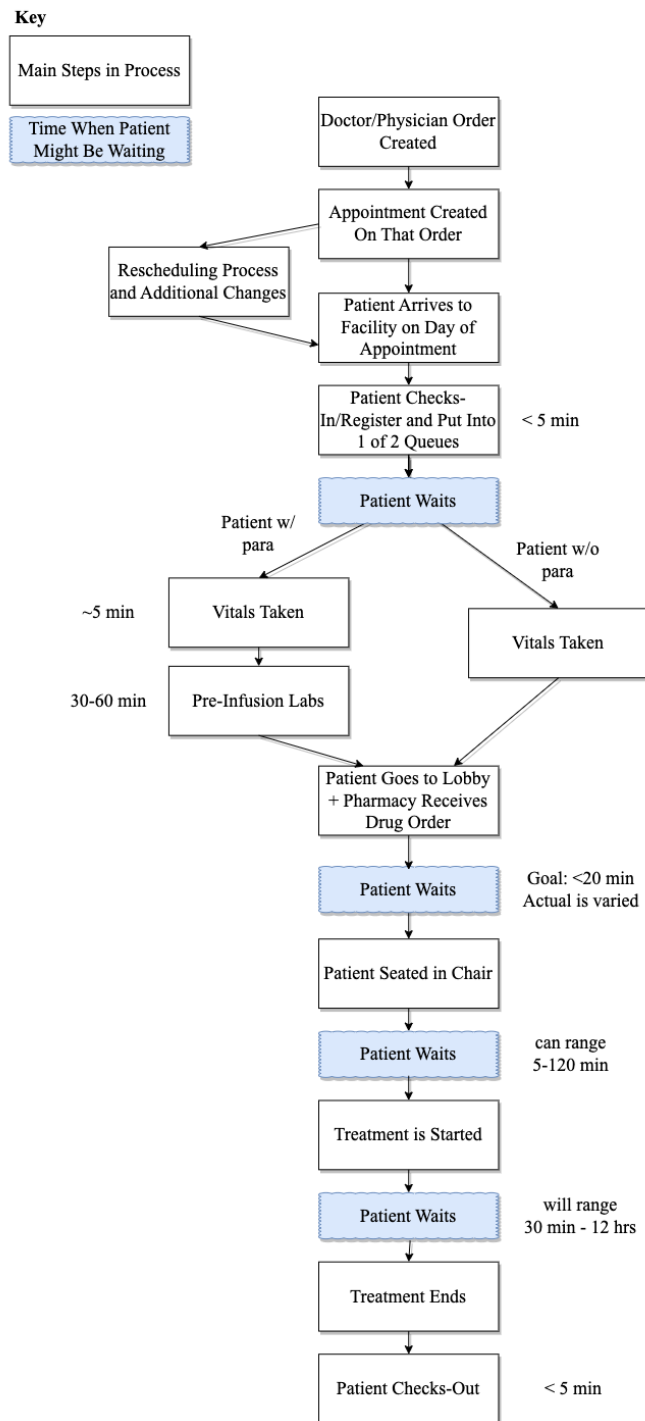 Key
Main Steps in Process
Time When Patient
Might Be Waiting
Doctor/Physician Order
Created
Appointment Created
On That Order
Rescheduling Process
and Additional Changes
Patient Arrives to
Facility on Day of
Appointment
Patient Checks-
In/Register and Put Into
1 of 2 Queues
< 5 min
Patient Waits
Patient w/
para
Patient w/o
para
~5 min
Vitals Taken
Vitals Taken
30-60 min
Pre-Infusion Labs
Patient Goes to Lobby
+ Pharmacy Receives
Drug Order
Patient Waits
Goal: <20 min
Actual is varied
Patient Seated in Chair
Patient Waits
can range
5-120 min
Treatment is Started
Patient Waits
will range
30 min - 12 hrs
Treatment Ends
Patient Checks-Out
< 5 min